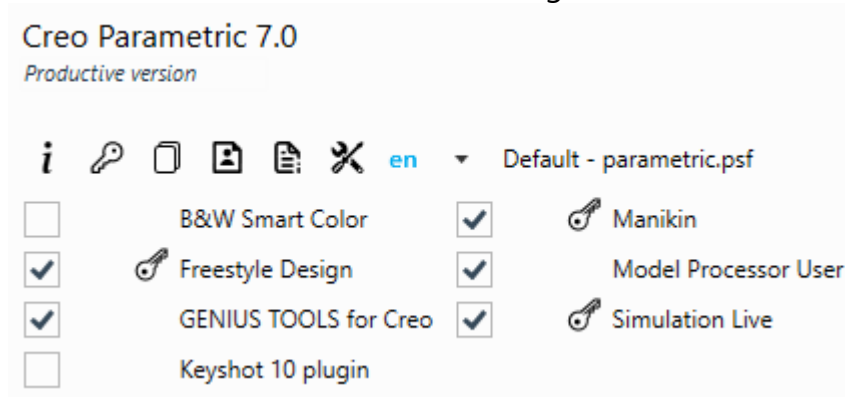 Creo Parametric 7.0
Productive version
i en Default - parametric.psf
B&W Smart Color Manikin
Freestyle Design Model Processor User
GENIUS TOOLS for Creo Simulation Live
Keyshot 10 plugin